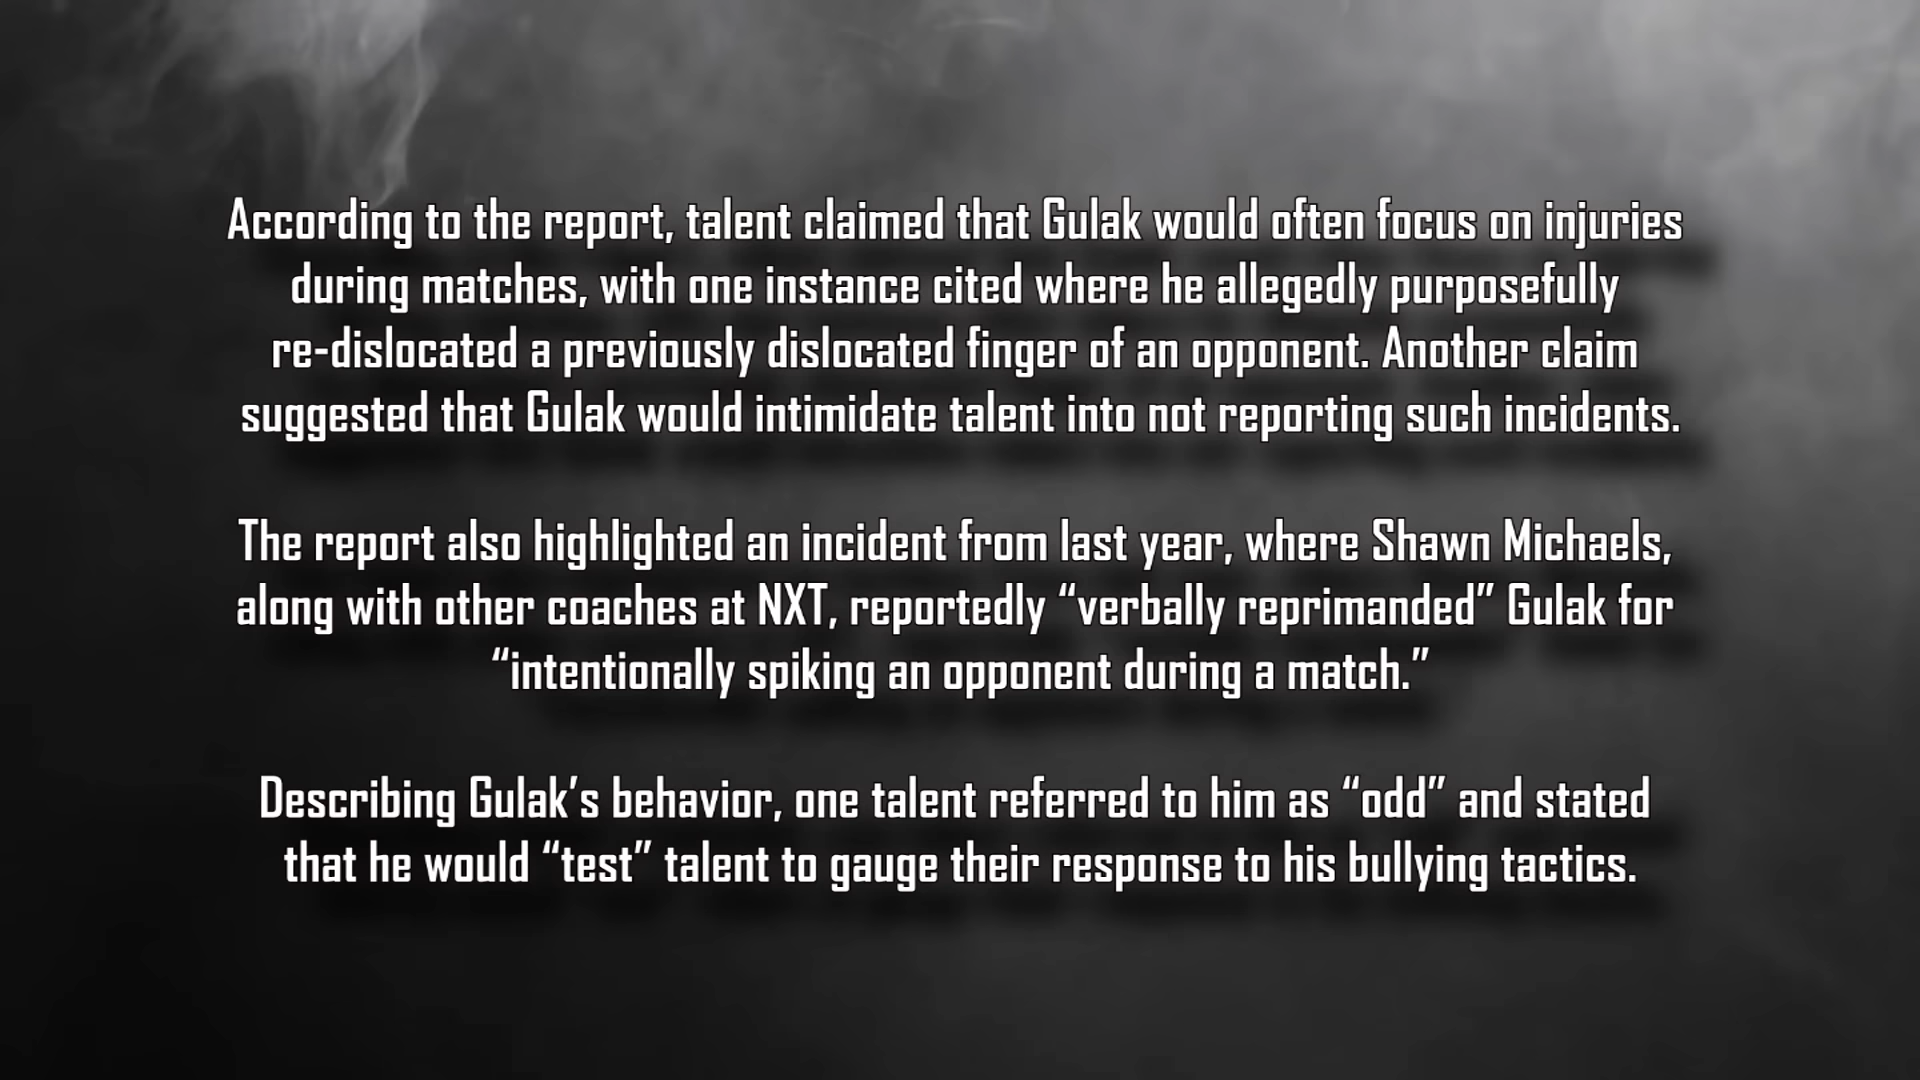 According to the report, talent claimed that Gulak would often focus on injuries
during matches, with one instance cited where he allegedly purposefully
re-dislocated a previously dislocated finger of an opponent. Another claim
suggested that Gulak would intimidate talent into not reporting such incidents.
The report also highlighted an incident from last year, where Shawn Michaels,
along with other coaches at NXT, reportedly “verbally reprimanded” Gulak for
“intentionally spiking an opponent during a match.”
Describing Gulak’s behavior, one talent referred to him as “odd” and stated
that he would “test” talent to gauge their response to his bullying tactics.